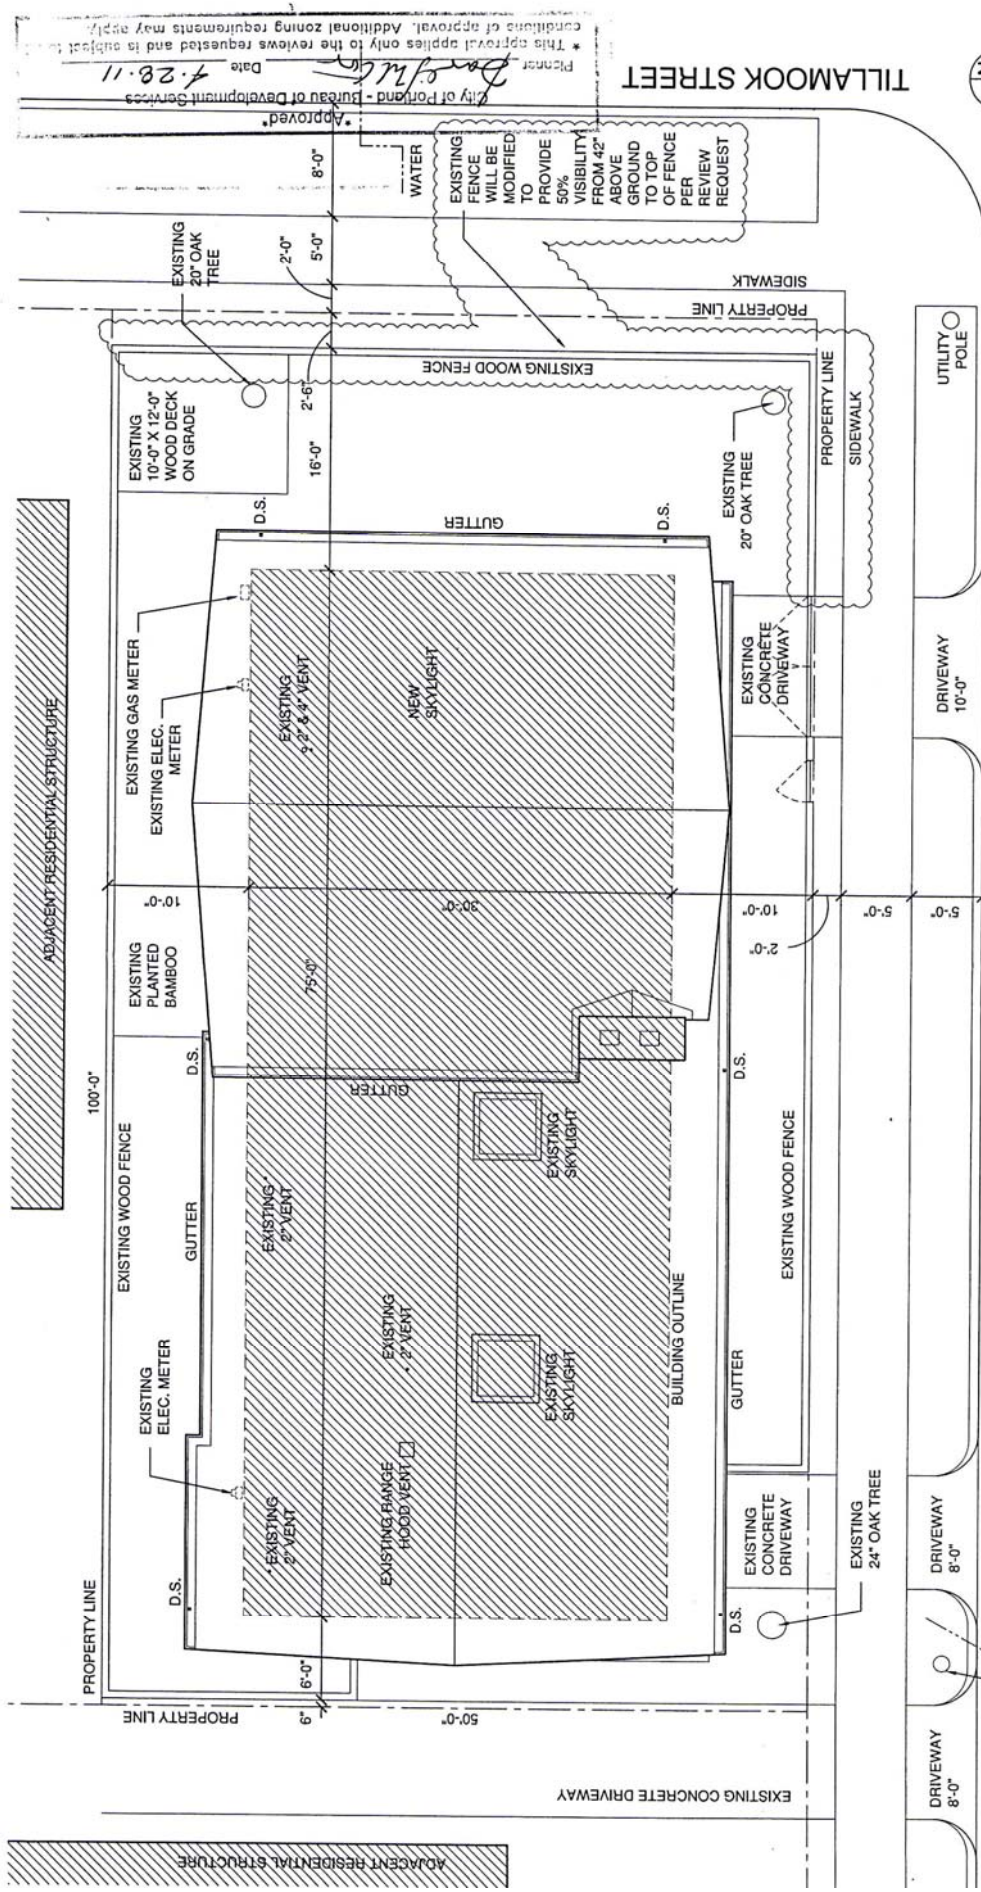 *Approved*
City of Portland - Bureau of Development Services
Planner
Date 4.28.11
* This approval applies only to the reviews requested and is subject to
conditions of approval. Additional zoning requirements may apply.
TILLAMOOK STREET
8'-0"
WATER
EXISTING
FENCE
WILL BE
MODIFIED
TO
PROVIDE
50%
VISIBILITY
FROM 42"
ABOVE
GROUND
TO TOP
OF FENCE
PER
REVIEW
REQUEST
EXISTING
20" OAK
TREE
2'-0"
5'-0"
SIDEWALK
PROPERTY LINE
EXISTING WOOD FENCE
2'-6"
EXISTING
10'-0" X 12'-0"
WOOD DECK
ON GRADE
16'-0"
PROPERTY LINE
SIDEWALK
UTILITY
POLE
EXISTING
20" OAK TREE
D.S.
GUTTER
D.S.
ADJACENT RESIDENTIAL STRUCTURE
EXISTING GAS METER
EXISTING ELEC.
METER
EXISTING
2" & 4" VENT
NEW
SKYLIGHT
EXISTING
CONCRETE
DRIVEWAY
DRIVEWAY
10'-0"
10'-0"
30'-0"
10'-0"
2'-0"
5'-0"
5'-0"
EXISTING
PLANTED
BAMBOO
75'-0"
100'-0"
D.S.
GUTTER
D.S.
EXISTING WOOD FENCE
GUTTER
EXISTING
2" VENT
EXISTING
SKYLIGHT
EXISTING WOOD FENCE
EXISTING
2" VENT
EXISTING
SKYLIGHT
BUILDING OUTLINE
GUTTER
EXISTING
ELEC. METER
EXISTING
2" VENT
EXISTING RANGE
HOOD VENT
EXISTING
CONCRETE
DRIVEWAY
EXISTING
24" OAK TREE
DRIVEWAY
8'-0"
PROPERTY LINE
D.S.
D.S.
6'-0"
PROPERTY LINE
9"
50'-0"
EXISTING CONCRETE DRIVEWAY
DRIVEWAY
8'-0"
ADJACENT RESIDENTIAL STRUCTURE